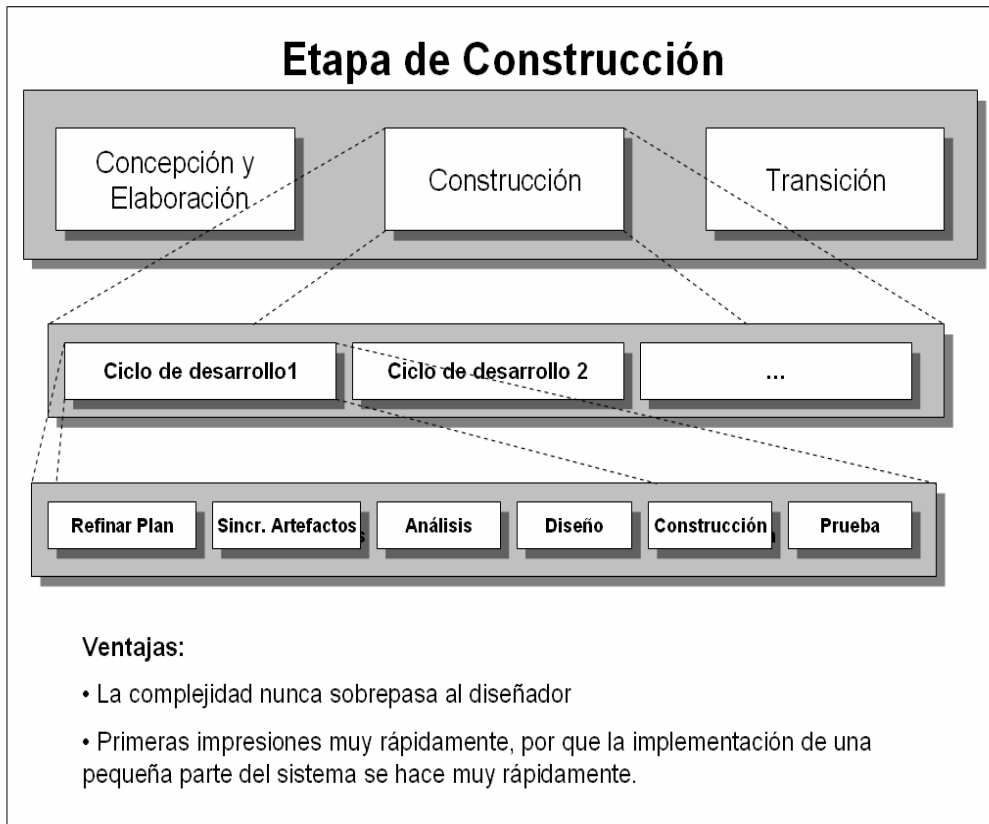 Etapa de Construcción
Concepción y
Elaboración
Construcción
Transición
Ciclo de desarrollo1
Ciclo de desarrollo 2
...
Refinar Plan
Sincr. Artefactos
Análisis
Diseño
Construcción
Prueba
Ventajas:
• La complejidad nunca sobrepasa al diseñador
• Primeras impresiones muy rápidamente, por que la implementación de una
pequeña parte del sistema se hace muy rápidamente.